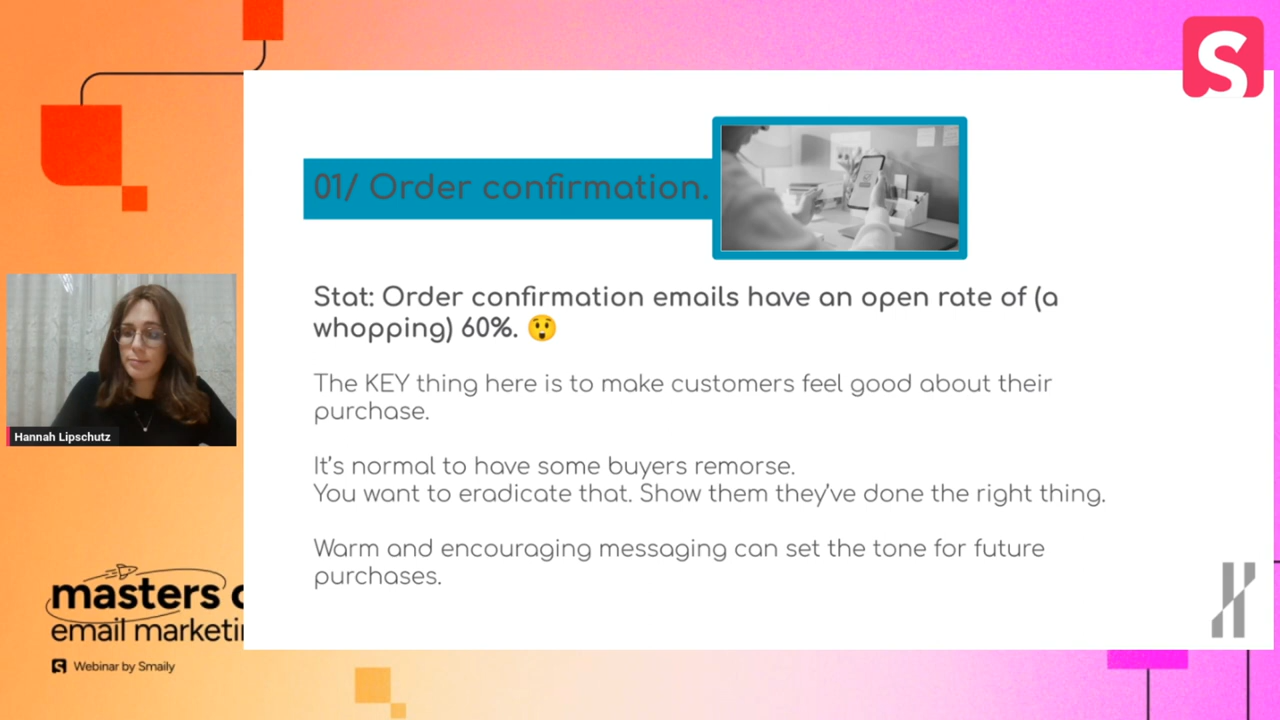 01/ Order confirmation.
Stat: Order confirmation emails have an open rate of (a
whopping) 60%. 😲
The KEY thing here is to make customers feel good about their
purchase.
It's normal to have some buyers remorse.
You want to eradicate that. Show them they've done the right thing.
Warm and encouraging messaging can set the tone for future
purchases.
Hannah Lipschutz
masters
email marketi
Webinar by Smaily